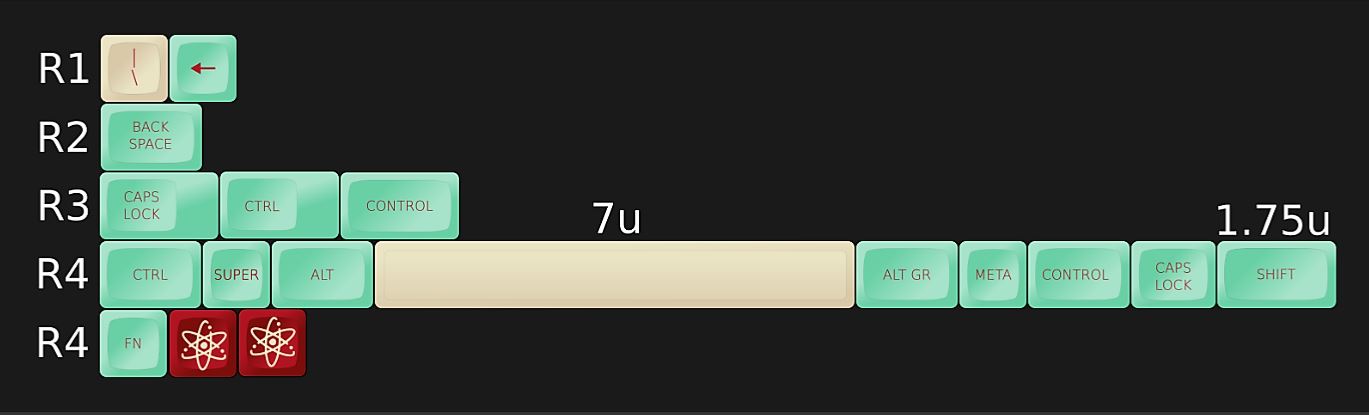 R1 | ←
\
R2 BACK
SPACE
R3 CAPS
LOCK CTRL CONTROL
7u 1.75u
R4 CTRL SUPER ALT ALT GR META CONTROL CAPS
LOCK SHIFT
R4 FN